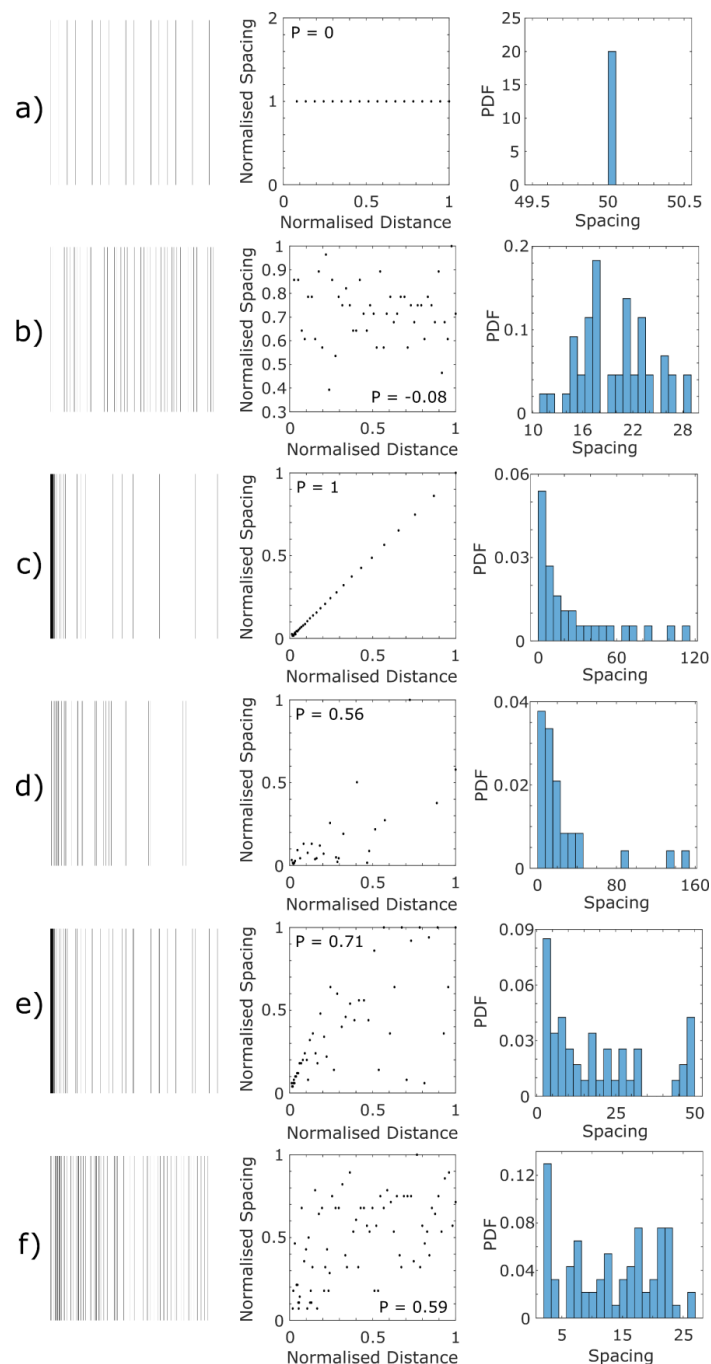 a)
Normalised Spacing
2
1
0
P = 0
0 0.5 1
Normalised Distance
PDF
25
20
15
10
5
0
49.5 50 50.5
Spacing
b)
Normalised Spacing
1
0.9
0.8
0.7
0.6
0.5
0.4
0.3
P = -0.08
0 0.5 1
Normalised Distance
PDF
0.2
0.1
0
10 16 22 28
Spacing
c)
Normalised Spacing
1
0.5
0
P = 1
0 0.5 1
Normalised Distance
PDF
0.06
0.03
0
0 60 120
Spacing
d)
Normalised Spacing
1
0.5
0
P = 0.56
0 0.5 1
Normalised Distance
PDF
0.04
0.02
0
0 80 160
Spacing
e)
Normalised Spacing
1
0.5
0
P = 0.71
0 0.5 1
Normalised Distance
PDF
0.09
0.06
0.03
0
0 25 50
Spacing
f)
Normalised Spacing
1
0.5
0
P = 0.59
0 0.5 1
Normalised Distance
PDF
0.12
0.08
0.04
0
5 15 25
Spacing